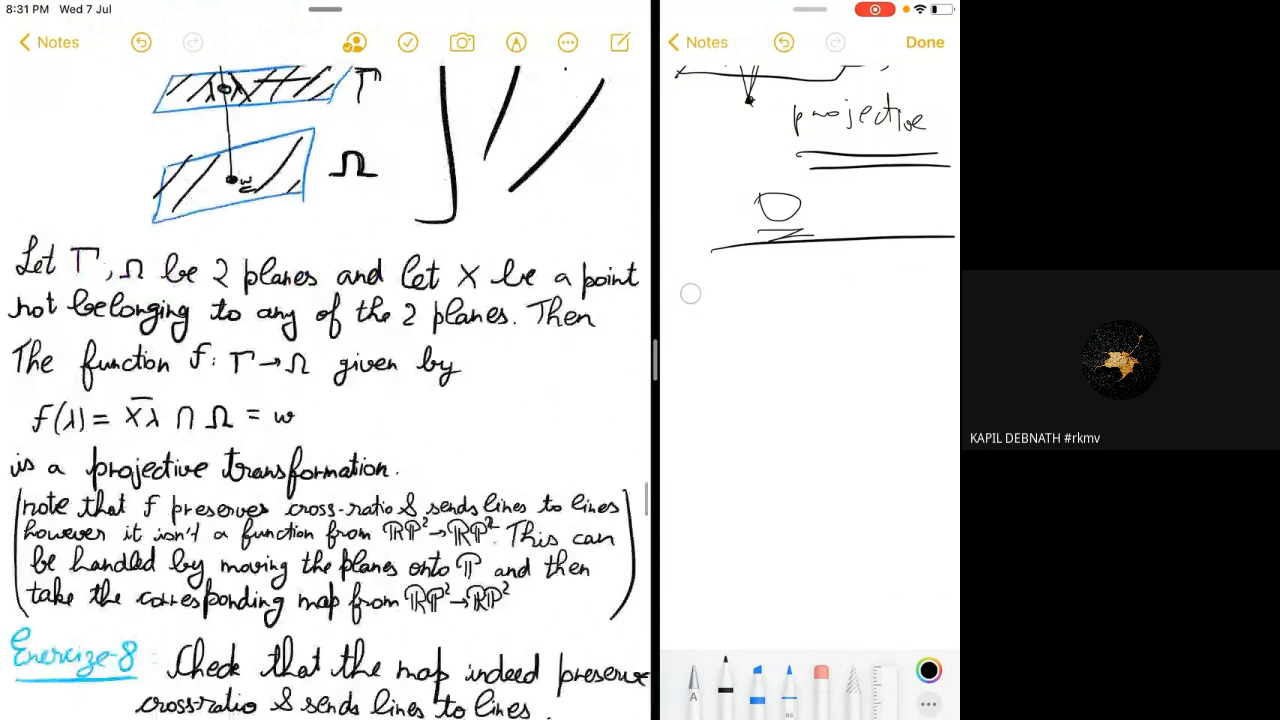 8:31 PM Wed 7 Jul
Notes
Γ
Ω
w
Let Γ, Ω be 2 planes and let X be a point
not belonging to any of the 2 planes. Then
The function f: Γ→Ω given by
f(λ) = Xλ ∩ Ω = w
is a projective transformation.
(note that f preserves cross-ratio & sends lines to lines
however it isn't a function from ℝℙ²→ℝℙ². This can
be handled by moving the planes onto ℙ and then
take the corresponding map from ℝℙ²→ℝℙ²)
Exercize-8 : Check that the map indeed preserve
cross-ratio & sends lines to lines.
Notes
Done
projective
KAPIL DEBNATH #rkmv